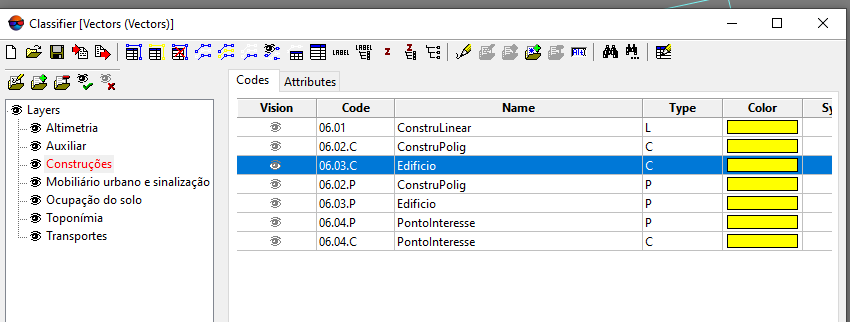 Classifier [Vectors (Vectors)]
LABEL LABEL Z Z
Codes Attributes
Layers
Altimetria
Auxiliar
Construções
Mobiliário urbano e sinalização
Ocupação do solo
Toponímia
Transportes
Vision Code Name Type Color Sy
06.01 ConstruLinear L
06.02.C ConstruPolig C
06.03.C Edificio C
06.02.P ConstruPolig P
06.03.P Edificio P
06.04.P PontoInteresse P
06.04.C PontoInteresse C